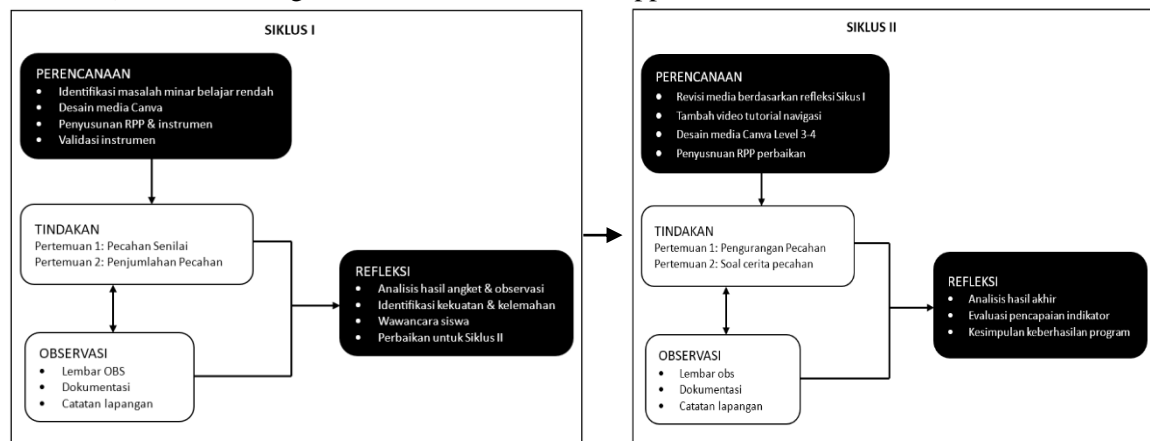 SIKLUS I
PERENCANAAN
• Identifikasi masalah minar belajar rendah
• Desain media Canva
• Penyusunan RPP & instrumen
• Validasi instrumen
TINDAKAN
Pertemuan 1: Pecahan Senilai
Pertemuan 2: Penjumlahan Pecahan
OBSERVASI
• Lembar OBS
• Dokumentasi
• Catatan lapangan
REFLEKSI
• Analisis hasil angket & observasi
• Identifikasi kekuatan & kelemahan
• Wawancara siswa
• Perbaikan untuk Siklus II
SIKLUS II
PERENCANAAN
• Revisi media berdasarkan refleksi Sikus I
• Tambah video tutorial navigasi
• Desain media Canva Level 3-4
• Penyusnuan RPP perbaikan
TINDAKAN
Pertemuan 1: Pengurangan Pecahan
Pertemuan 2: Soal cerita pecahan
OBSERVASI
• Lembar obs
• Dokumentasi
• Catatan lapangan
REFLEKSI
• Analisis hasil akhir
• Evaluasi pencapaian indikator
• Kesimpulan keberhasilan program